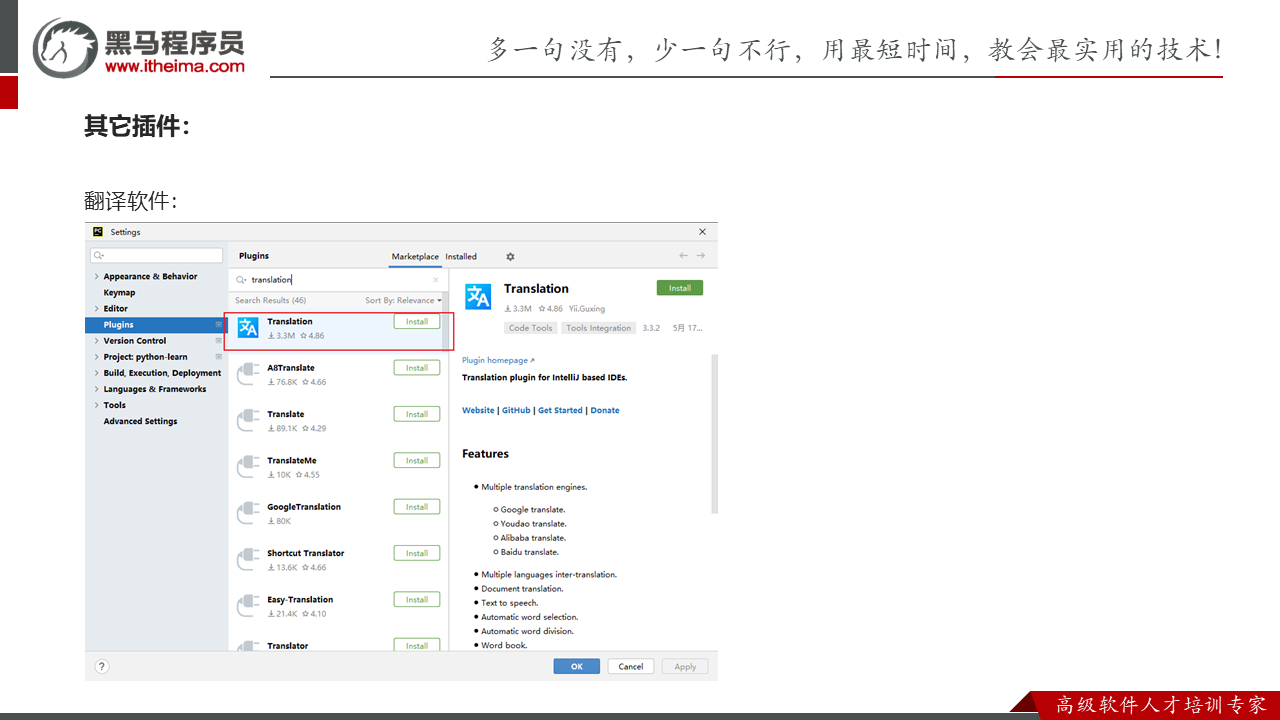 黑马程序员
www.itheima.com
多一句没有，少一句不行，用最短时间，教会最实用的技术！
其它插件：
翻译软件：
PC Settings
Appearance & Behavior
Keymap
Editor
Plugins
Version Control
Project: python-learn
Build, Execution, Deployment
Languages & Frameworks
Tools
Advanced Settings
Plugins
Marketplace Installed
translation
Search Results (46) Sort By: Relevance
Translation Install
3.3M 4.86
A8Translate Install
76.8K 4.66
Translate Install
89.1K 4.29
TranslateMe Install
10K 4.55
GoogleTranslation Install
80K
Shortcut Translator Install
13.6K 4.66
Easy-Translation Install
21.4K 4.10
Translator Install
Translation Install
3.3M 4.86 Yii.Guxing
Code Tools Tools Integration 3.3.2 5月 17...
Plugin homepage
Translation plugin for IntelliJ based IDEs.
Website | GitHub | Get Started | Donate
Features
Multiple translation engines.
Google translate.
Youdao translate.
Alibaba translate.
Baidu translate.
Multiple languages inter-translation.
Document translation.
Text to speech.
Automatic word selection.
Automatic word division.
Word book.
? OK Cancel Apply
高级软件人才培训专家